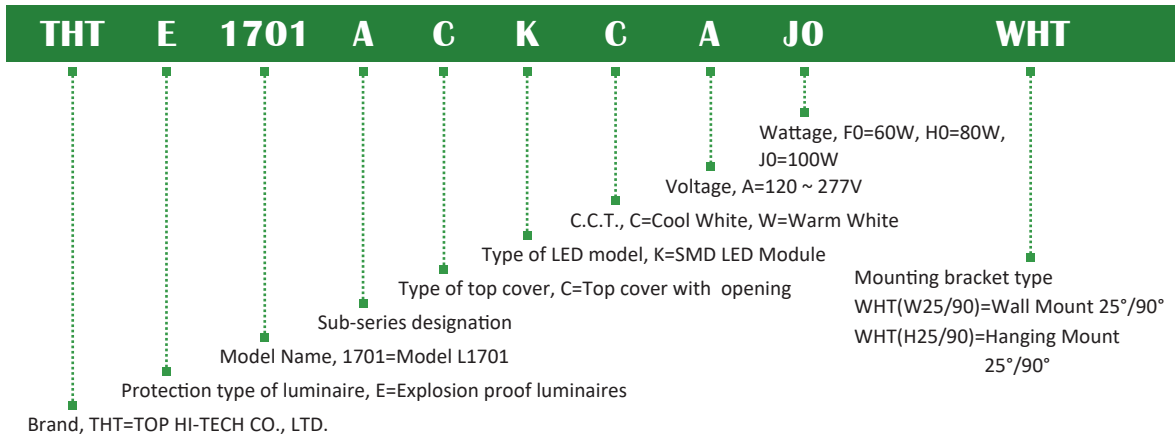 THT E 1701 A C K C A J0 WHT
Wattage, F0=60W, H0=80W,
J0=100W
Voltage, A=120 ~ 277V
C.C.T., C=Cool White, W=Warm White
Type of LED model, K=SMD LED Module
Mounting bracket type
Type of top cover, C=Top cover with opening
WHT(W25/90)=Wall Mount 25°/90°
Sub-series designation
WHT(H25/90)=Hanging Mount
25°/90°
Model Name, 1701=Model L1701
Protection type of luminaire, E=Explosion proof luminaires
Brand, THT=TOP HI-TECH CO., LTD.